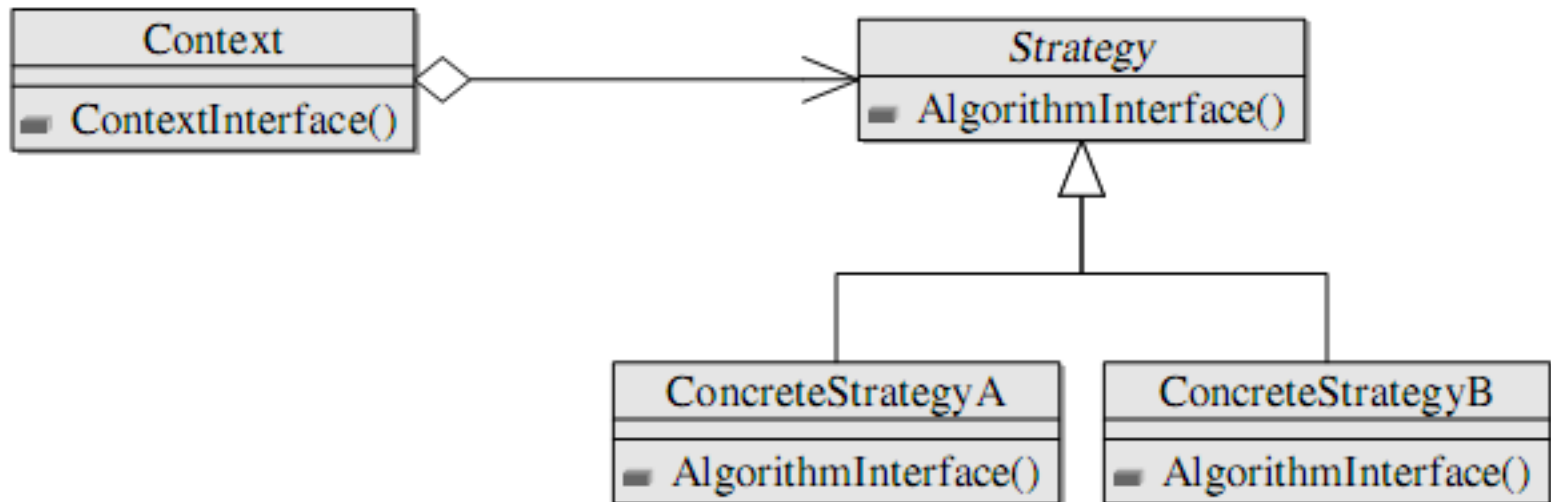 Context
ContextInterface()
Strategy
AlgorithmInterface()
ConcreteStrategyA
AlgorithmInterface()
ConcreteStrategyB
AlgorithmInterface()